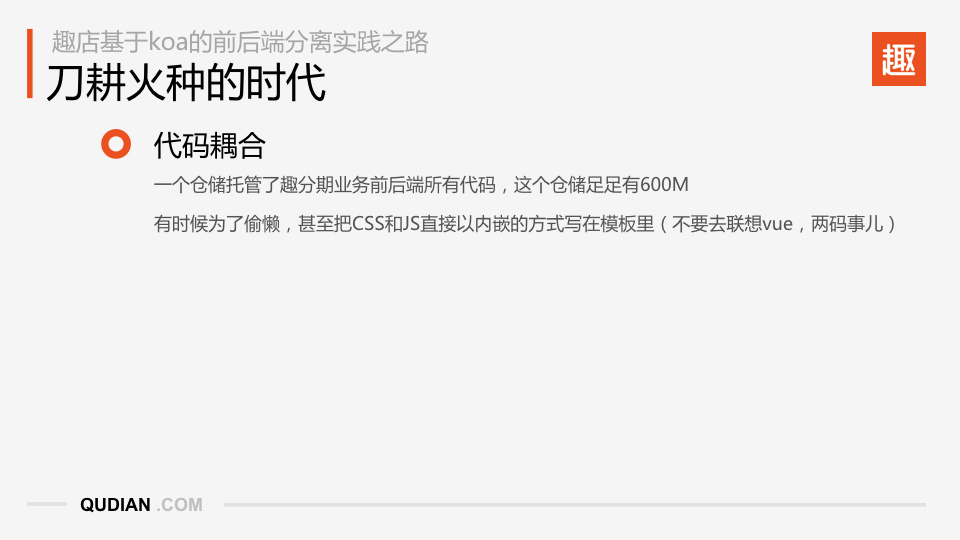 趣店基于koa的前后端分离实践之路
刀耕火种的时代
趣
代码耦合
一个仓储托管了趣分期业务前后端所有代码，这个仓储足足有600M
有时候为了偷懒，甚至把CSS和JS直接以内嵌的方式写在模板里（不要去联想vue，两码事儿）
QUDIAN .COM